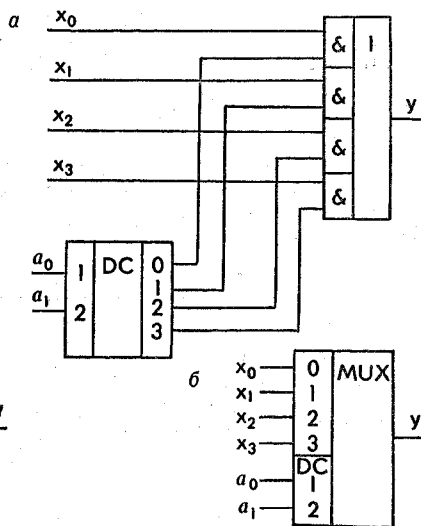 а
x₀ & 1
x₁ &
x₂ & y
x₃ &
a₀ 1 DC 0
1
a₁ 2 2
3
б
x₀ 0 MUX
x₁ 1
x₂ 2 y
x₃ 3
DC
a₀ 1
a₁ 2